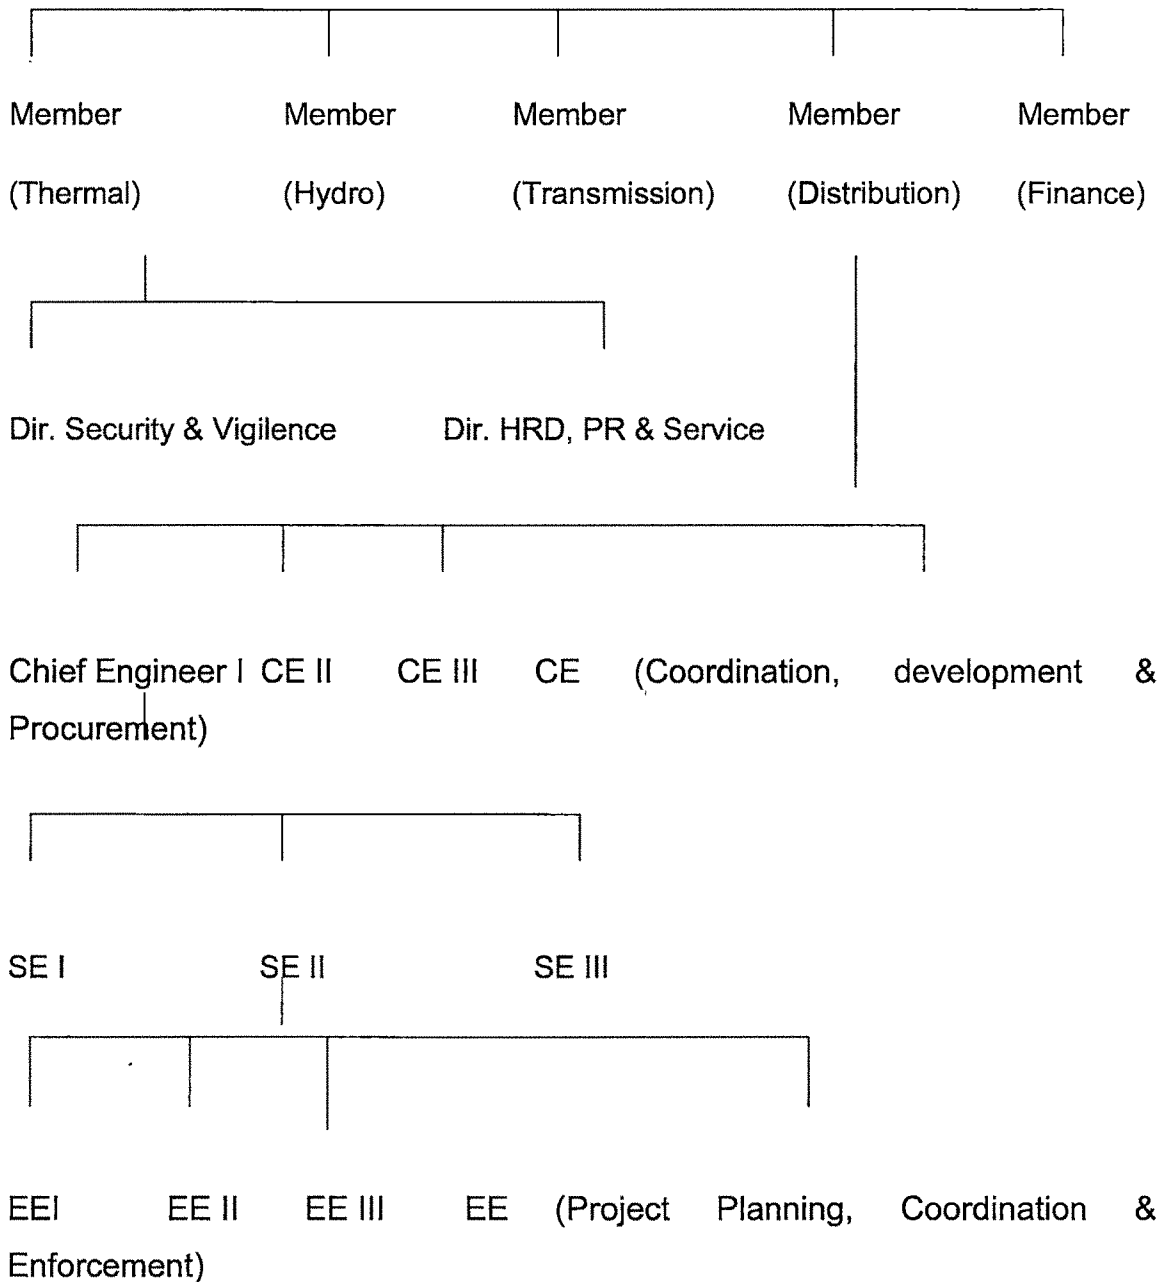 Member Member Member Member Member
(Thermal) (Hydro) (Transmission) (Distribution) (Finance)
Dir. Security & Vigilence Dir. HRD, PR & Service
Chief Engineer I CE II CE III CE (Coordination, development &
Procurement)
SE I SE II SE III
EEI EE II EE III EE (Project Planning, Coordination &
Enforcement)